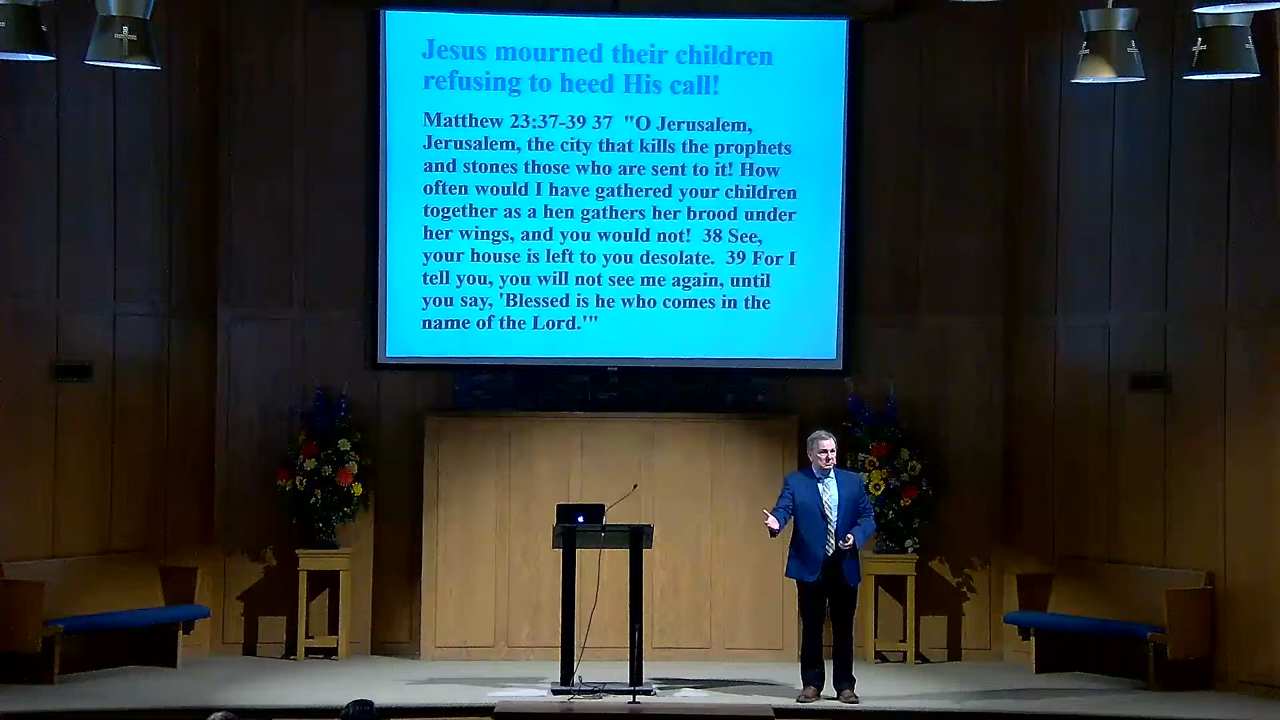 Jesus mourned their children
refusing to heed His call!
Matthew 23:37-39 37  "O Jerusalem,
Jerusalem, the city that kills the prophets
and stones those who are sent to it! How
often would I have gathered your children
together as a hen gathers her brood under
her wings, and you would not!  38 See,
your house is left to you desolate.  39 For I
tell you, you will not see me again, until
you say, 'Blessed is he who comes in the
name of the Lord.'"